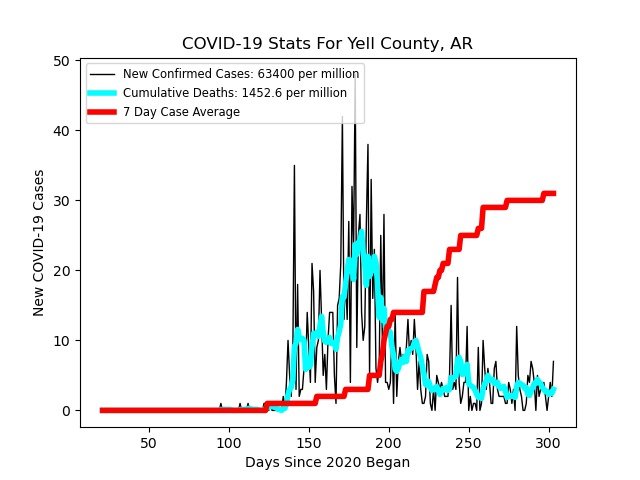 COVID-19 Stats For Yell County, AR
New COVID-19 Cases
50
40
30
20
10
0
New Confirmed Cases: 63400 per million
Cumulative Deaths: 1452.6 per million
7 Day Case Average
50 100 150 200 250 300
Days Since 2020 Began